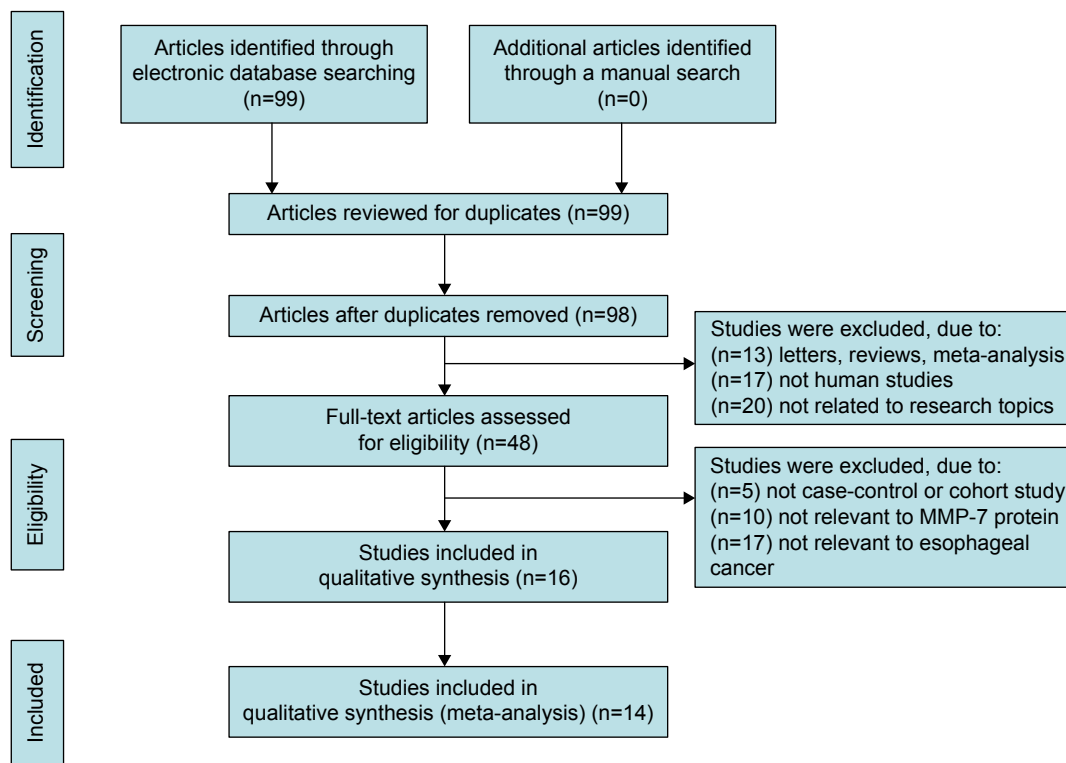 Identification
Articles identified through
electronic database searching
(n=99)
Additional articles identified
through a manual search
(n=0)
Articles reviewed for duplicates (n=99)
Screening
Articles after duplicates removed (n=98)
Studies were excluded, due to:
(n=13) letters, reviews, meta-analysis
(n=17) not human studies
(n=20) not related to research topics
Full-text articles assessed
for eligibility (n=48)
Eligibility
Studies were excluded, due to:
(n=5) not case-control or cohort study
(n=10) not relevant to MMP-7 protein
(n=17) not relevant to esophageal
cancer
Studies included in
qualitative synthesis (n=16)
Included
Studies included in
qualitative synthesis (meta-analysis) (n=14)